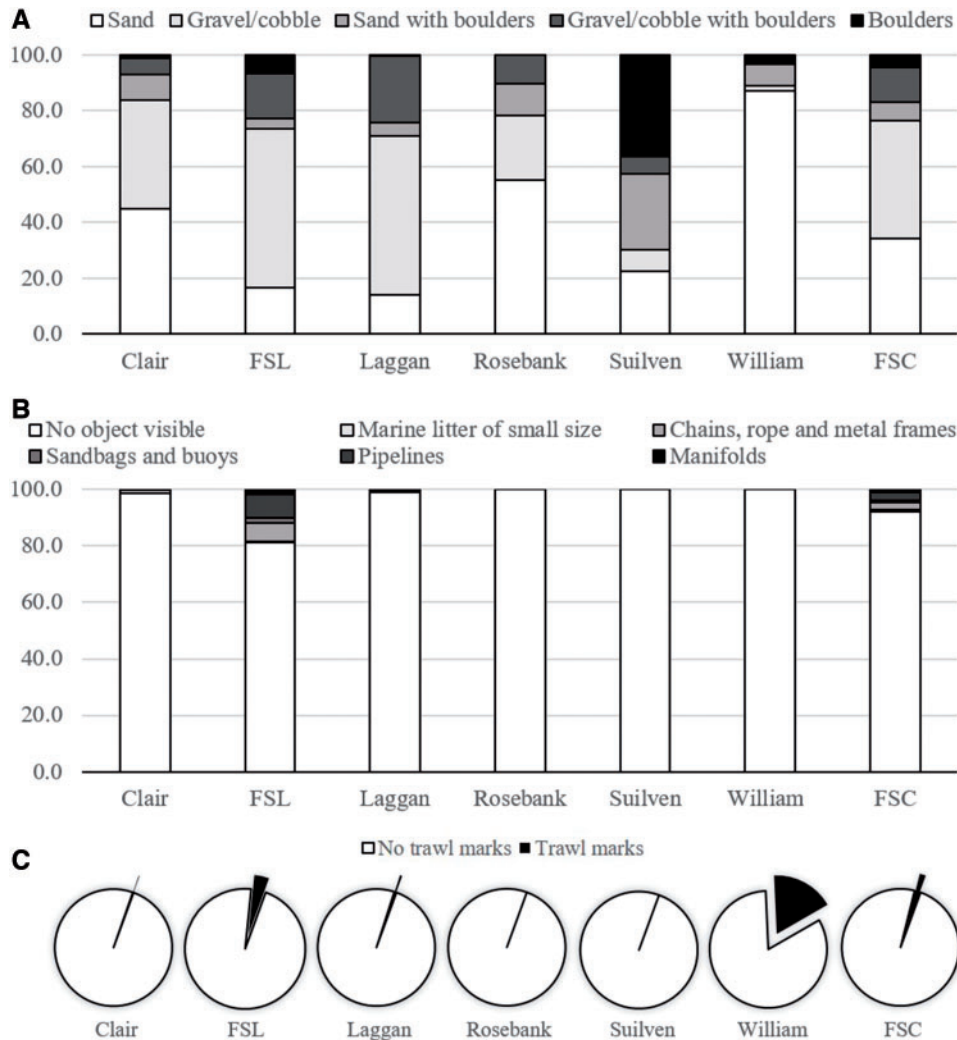 A
Sand Gravel/cobble Sand with boulders Gravel/cobble with boulders Boulders
100.0
80.0
60.0
40.0
20.0
0.0
Clair FSL Laggan Rosebank Suilven William FSC
B
No object visible Marine litter of small size Chains, rope and metal frames
Sandbags and buoys Pipelines Manifolds
100.0
80.0
60.0
40.0
20.0
0.0
Clair FSL Laggan Rosebank Suilven William FSC
C
No trawl marks Trawl marks
Clair FSL Laggan Rosebank Suilven William FSC